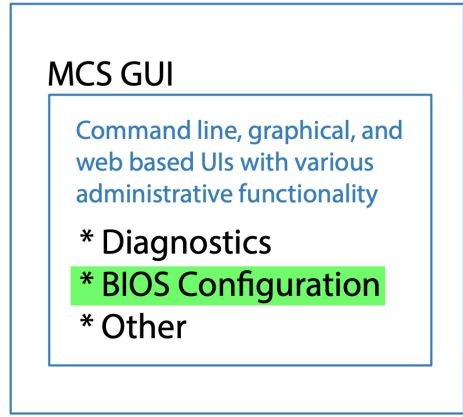 MCS GUI
Command line, graphical, and
web based UIs with various
administrative functionality
* Diagnostics
* BIOS Configuration
* Other